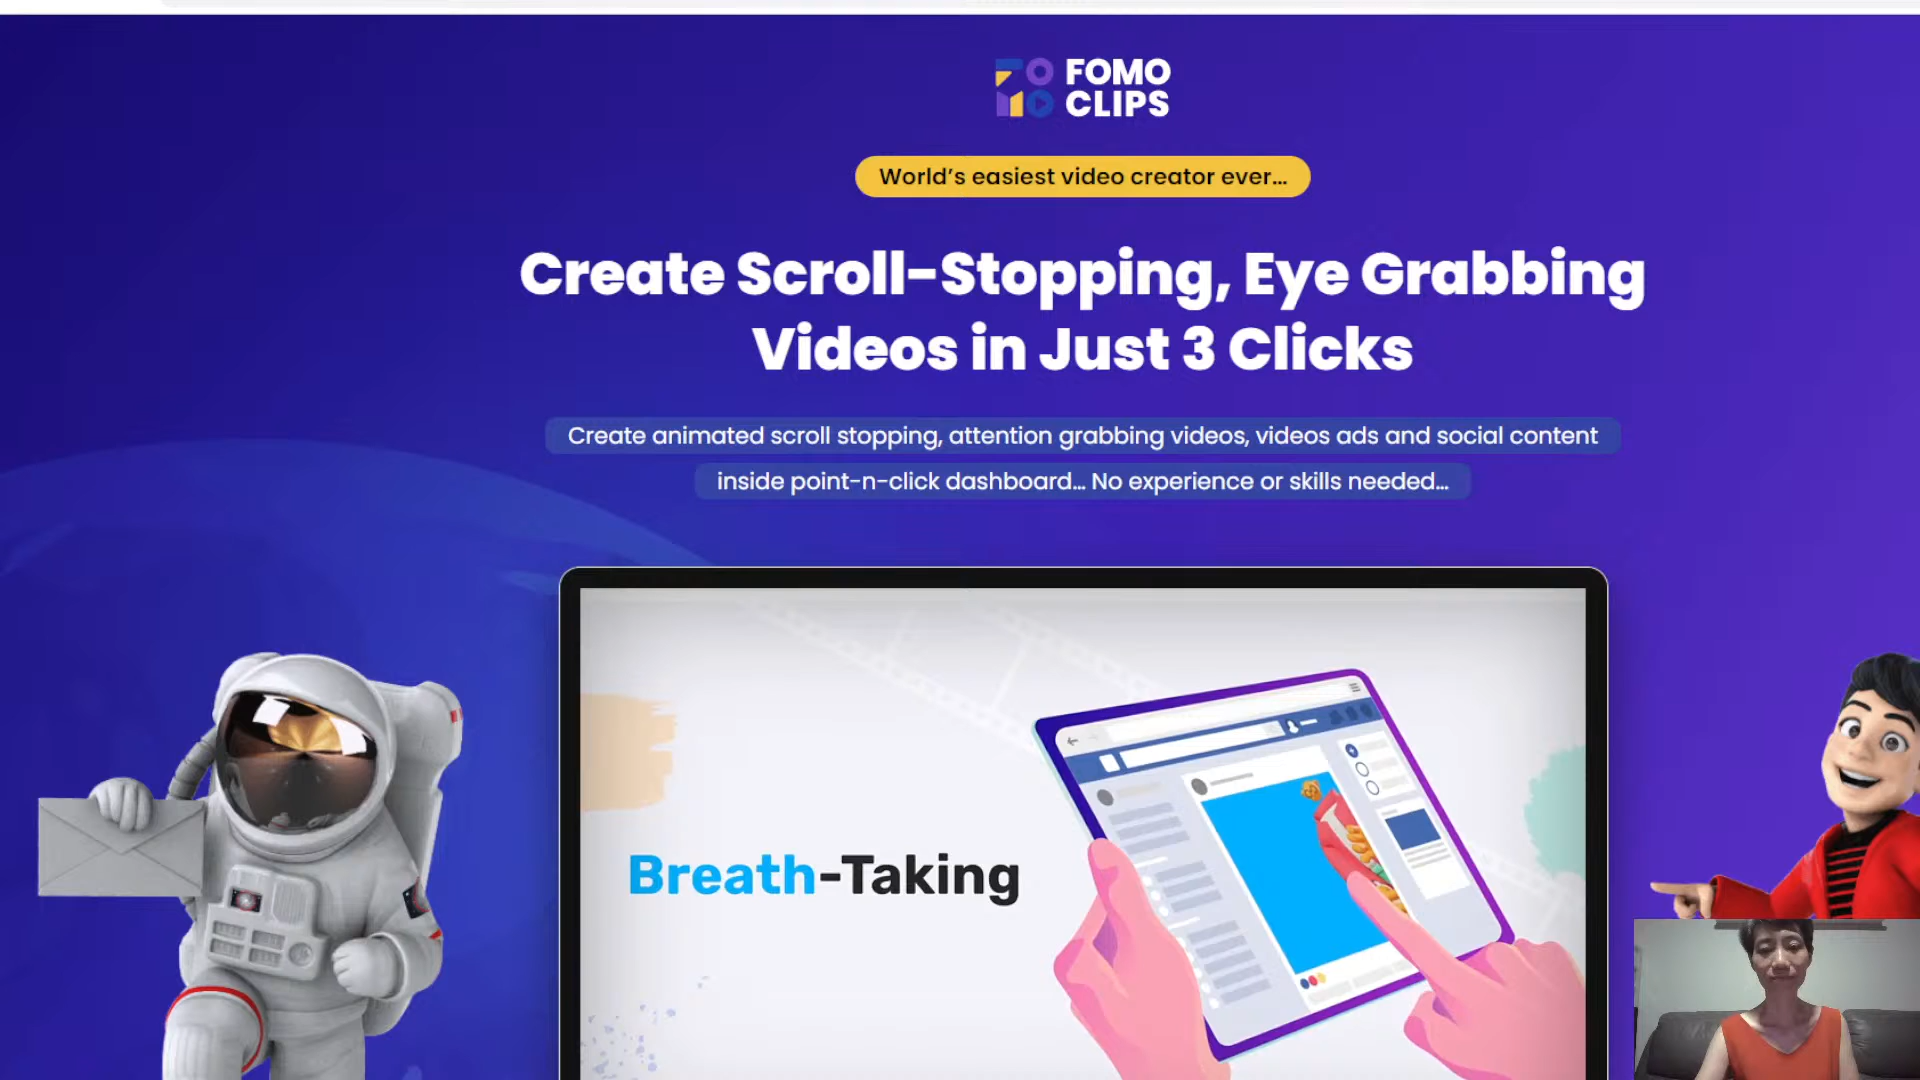 FOMO
CLIPS
World's easiest video creator ever...
Create Scroll-Stopping, Eye Grabbing
Videos in Just 3 Clicks
Create animated scroll stopping, attention grabbing videos, videos ads and social content
inside point-n-click dashboard... No experience or skills needed...
Breath-Taking